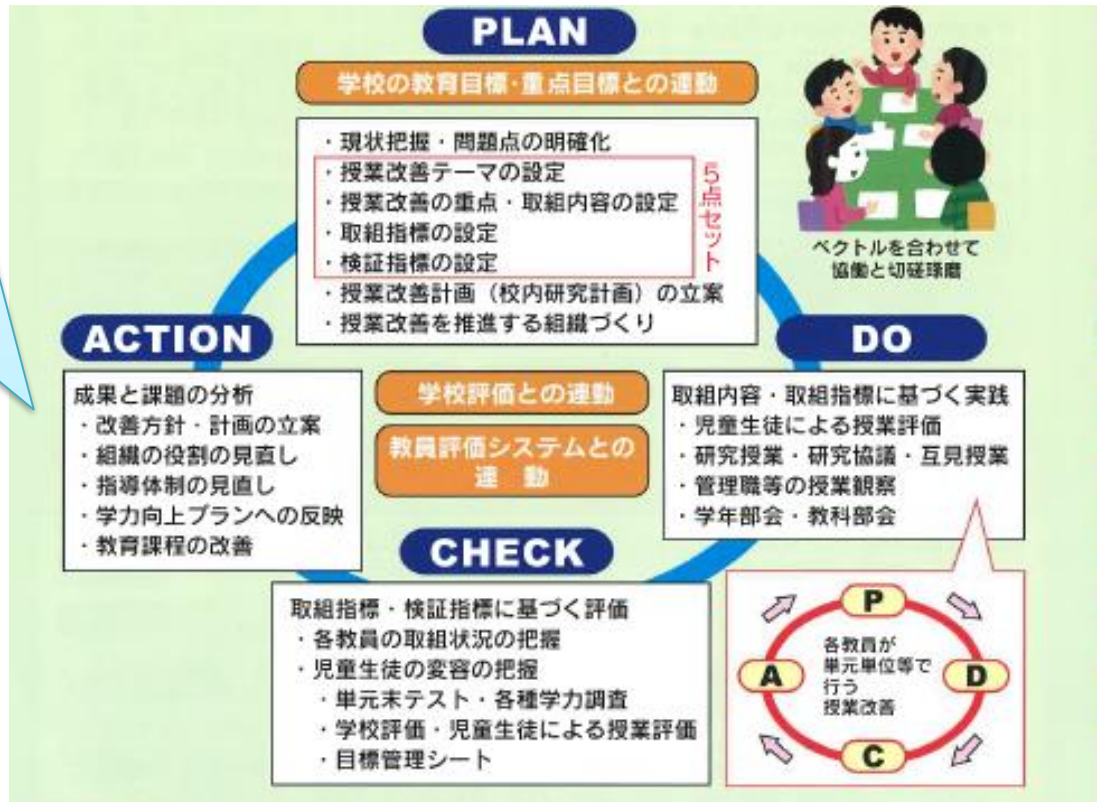 PLAN
学校の教育目標・重点目標との連動
・現状把握・問題点の明確化
・授業改善テーマの設定
・授業改善の重点・取組内容の設定
・取組指標の設定
・検証指標の設定
5点セット
・授業改善計画（校内研究計画）の立案
・授業改善を推進する組織づくり
ベクトルを合わせて
協働と切磋琢磨
ACTION
成果と課題の分析
・改善方針・計画の立案
・組織の役割の見直し
・指導体制の見直し
・学力向上プランへの反映
・教育課程の改善
学校評価との連動
教員評価システムとの
連　動
DO
取組内容・取組指標に基づく実践
・児童生徒による授業評価
・研究授業・研究協議・互見授業
・管理職等の授業観察
・学年部会・教科部会
CHECK
取組指標・検証指標に基づく評価
・各教員の取組状況の把握
・児童生徒の変容の把握
・単元末テスト・各種学力調査
・学校評価・児童生徒による授業評価
・目標管理シート
P
各教員が
単元単位等で
行う
授業改善
A
D
C